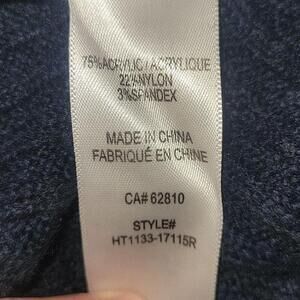 75%ACRYLIC/ACRYLIQUE
22%NYLON
3%SPANDEX
MADE IN CHINA
FABRIQUÉ EN CHINE
CA# 62810
STYLE#
HT1133-17115R